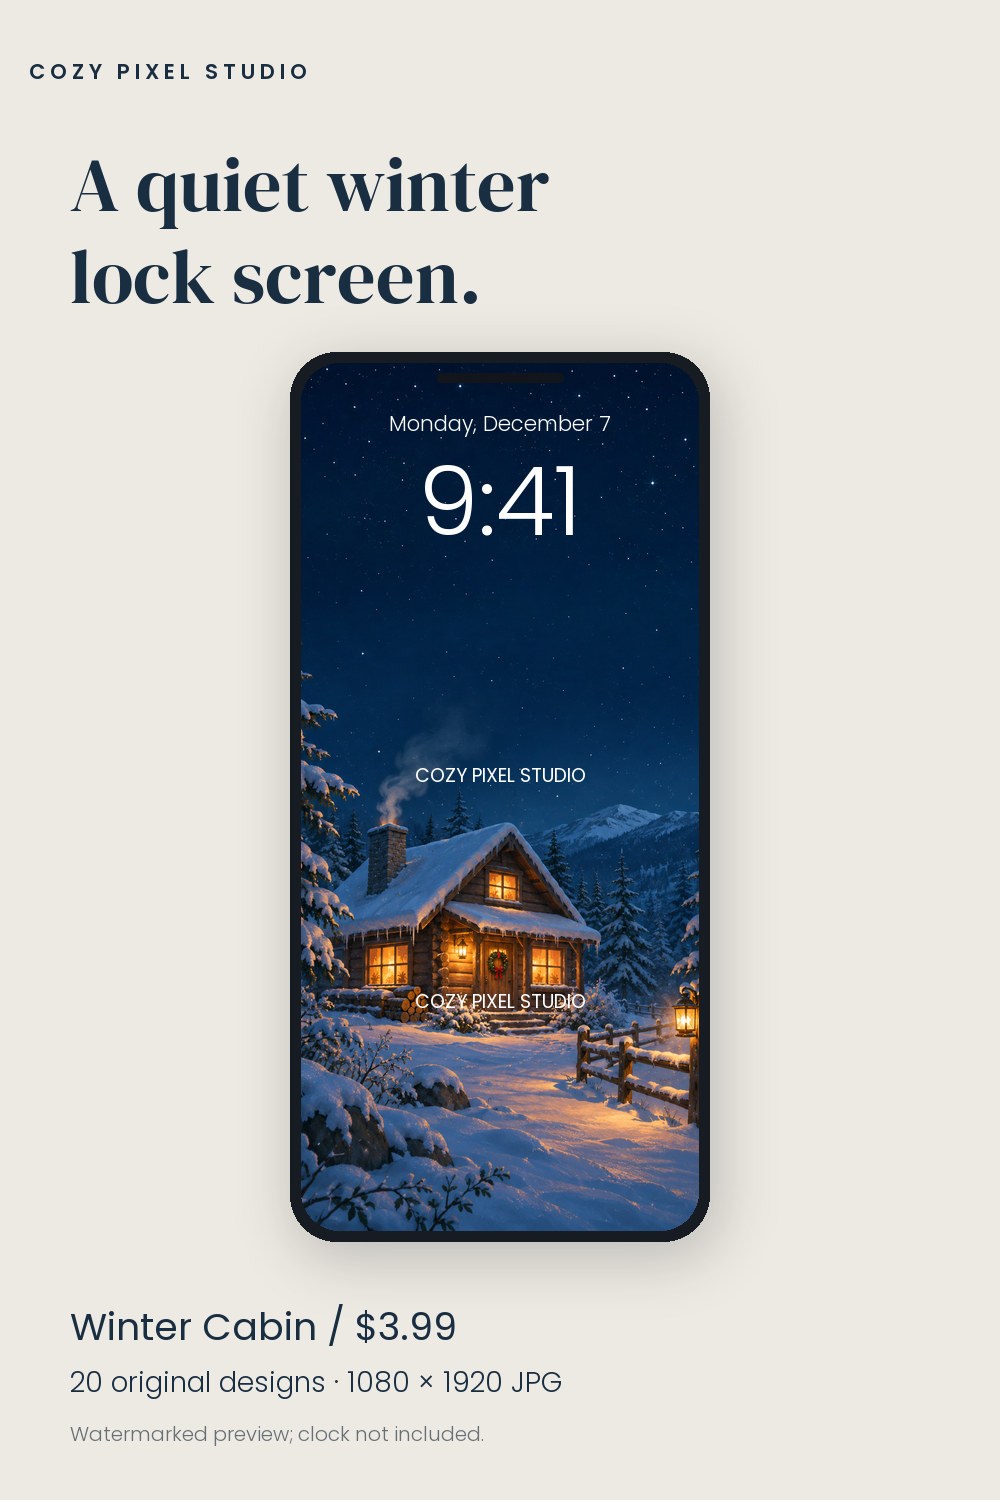 COZY PIXEL STUDIO
A quiet winter
lock screen.
Monday, December 7
9:41
COZY PIXEL STUDIO
COZY PIXEL STUDIO
Winter Cabin / $3.99
20 original designs · 1080 × 1920 JPG
Watermarked preview; clock not included.